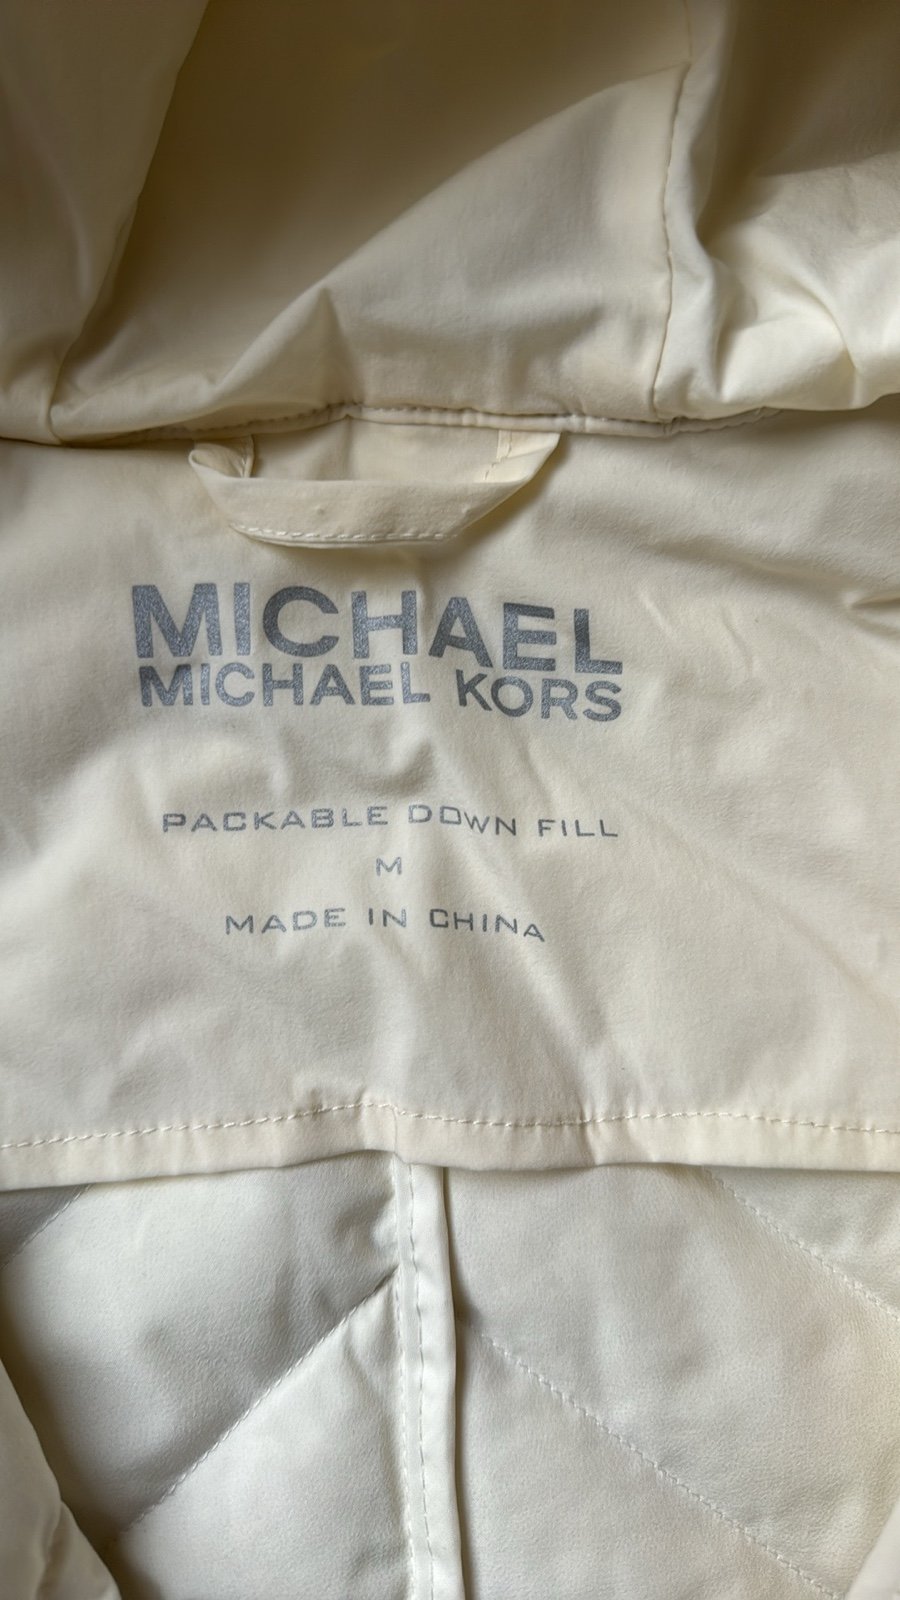 MICHAEL
MICHAEL KORS
PACKABLE DOWN FILL
M
MADE IN CHINA